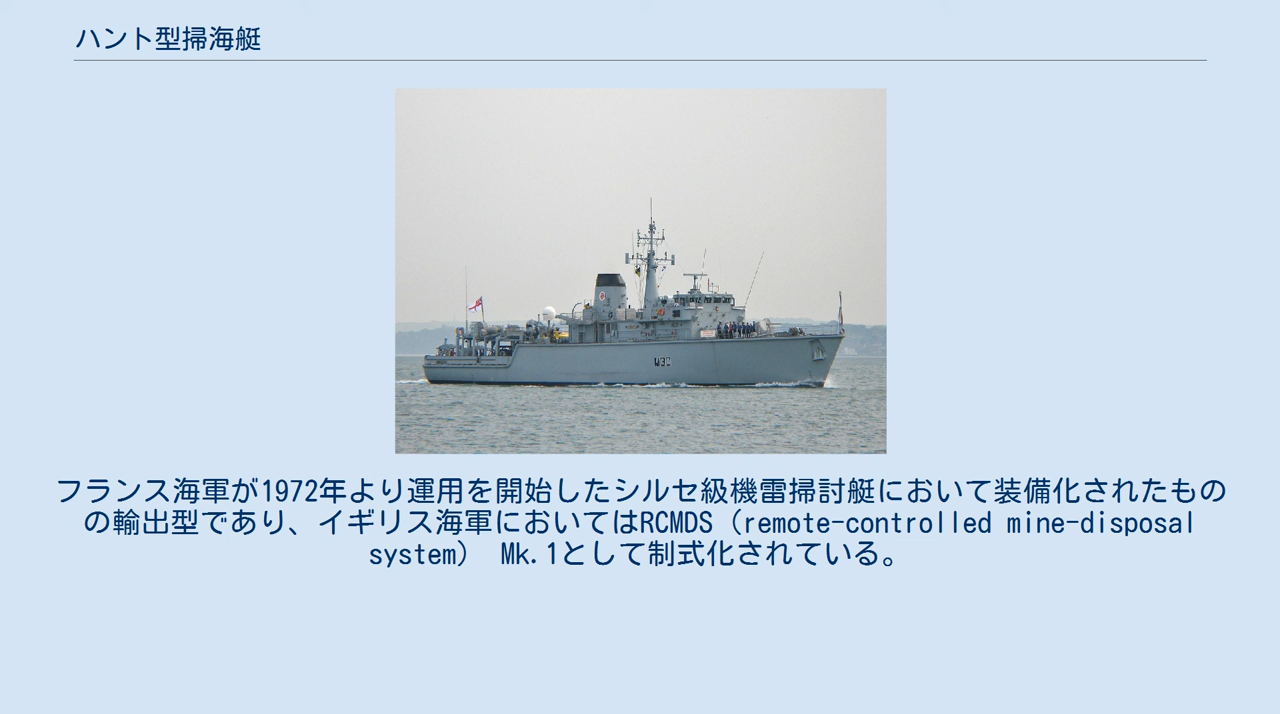 ハント型掃海艇
フランス海軍が1972年より運用を開始したシルセ級機雷掃討艇において装備化されたもの
の輸出型であり、イギリス海軍においてはRCMDS（remote-controlled mine-disposal
system） Mk.1として制式化されている。